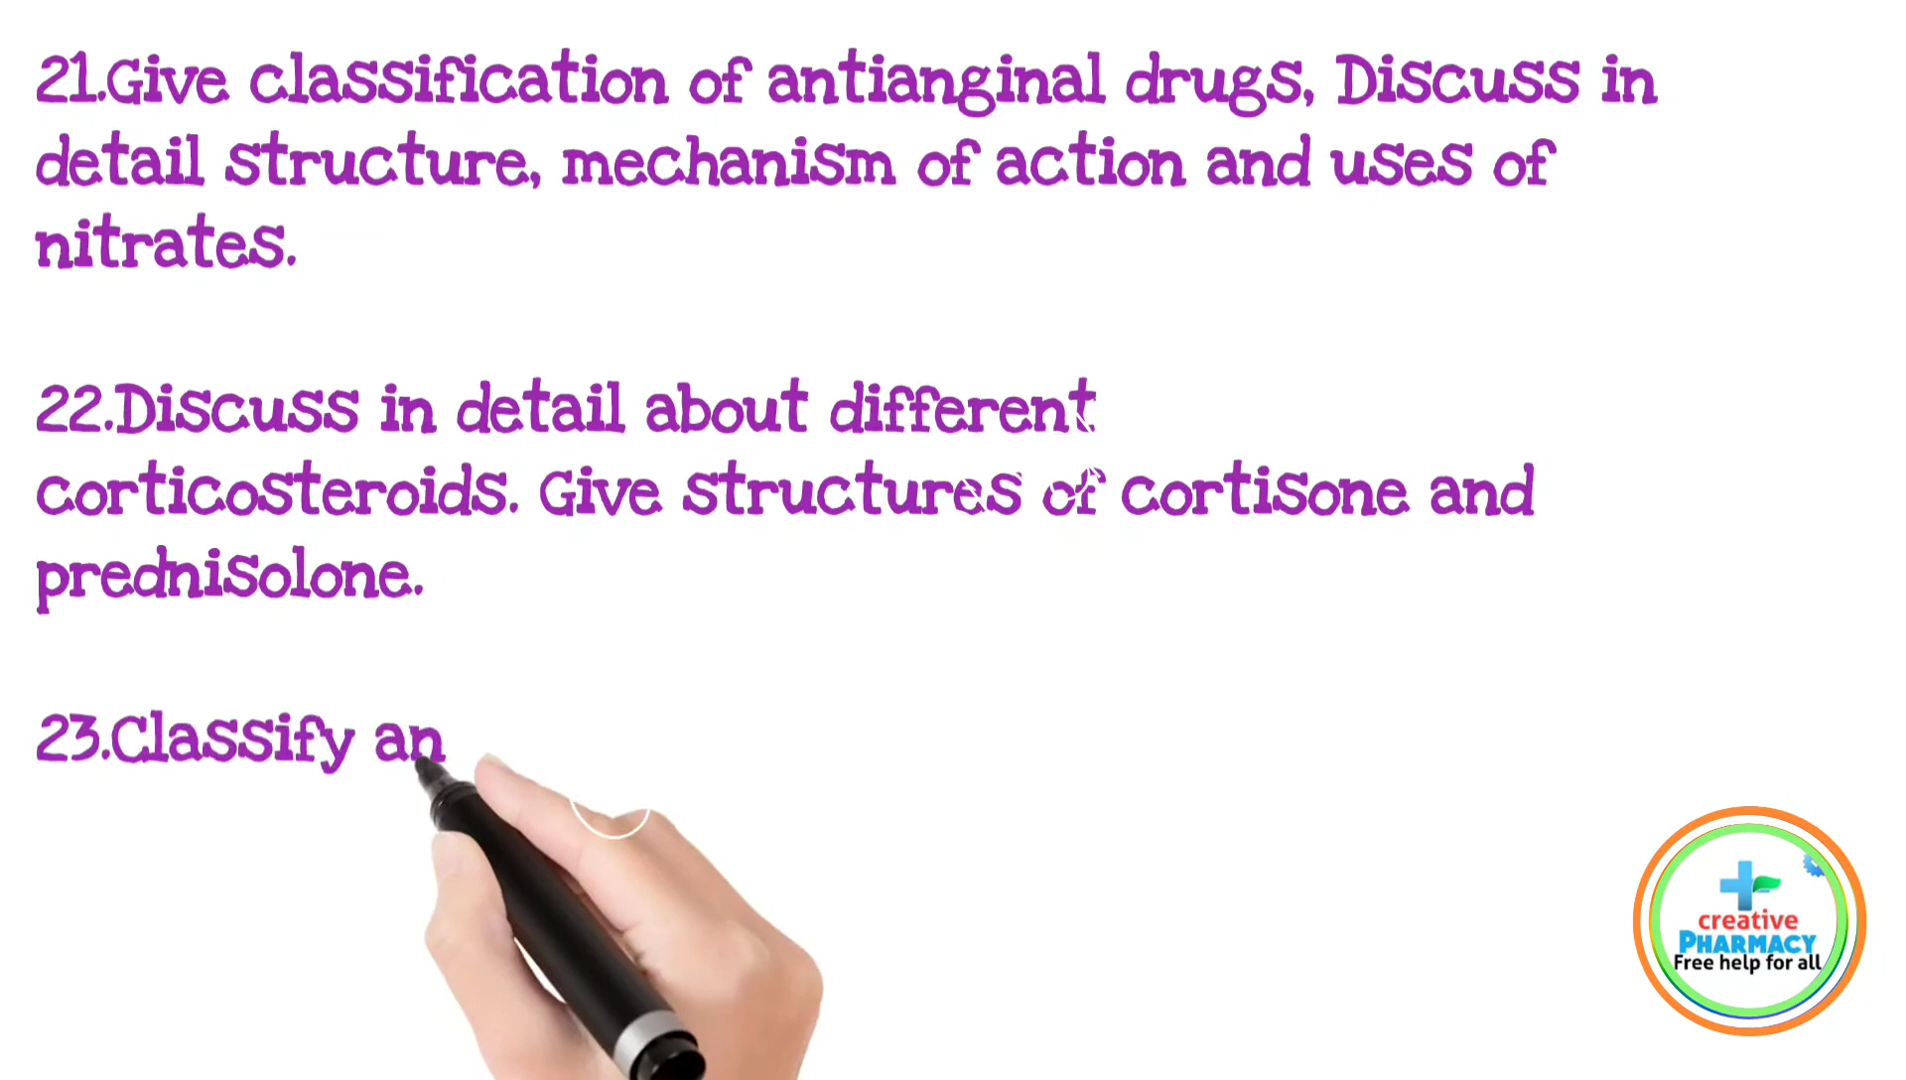 21.Give classification of antianginal drugs, Discuss in
detail structure, mechanism of action and uses of
nitrates.
22.Discuss in detail about different
corticosteroids. Give structures of cortisone and
prednisolone.
23.Classify an
creative
PHARMACY
Free help for all